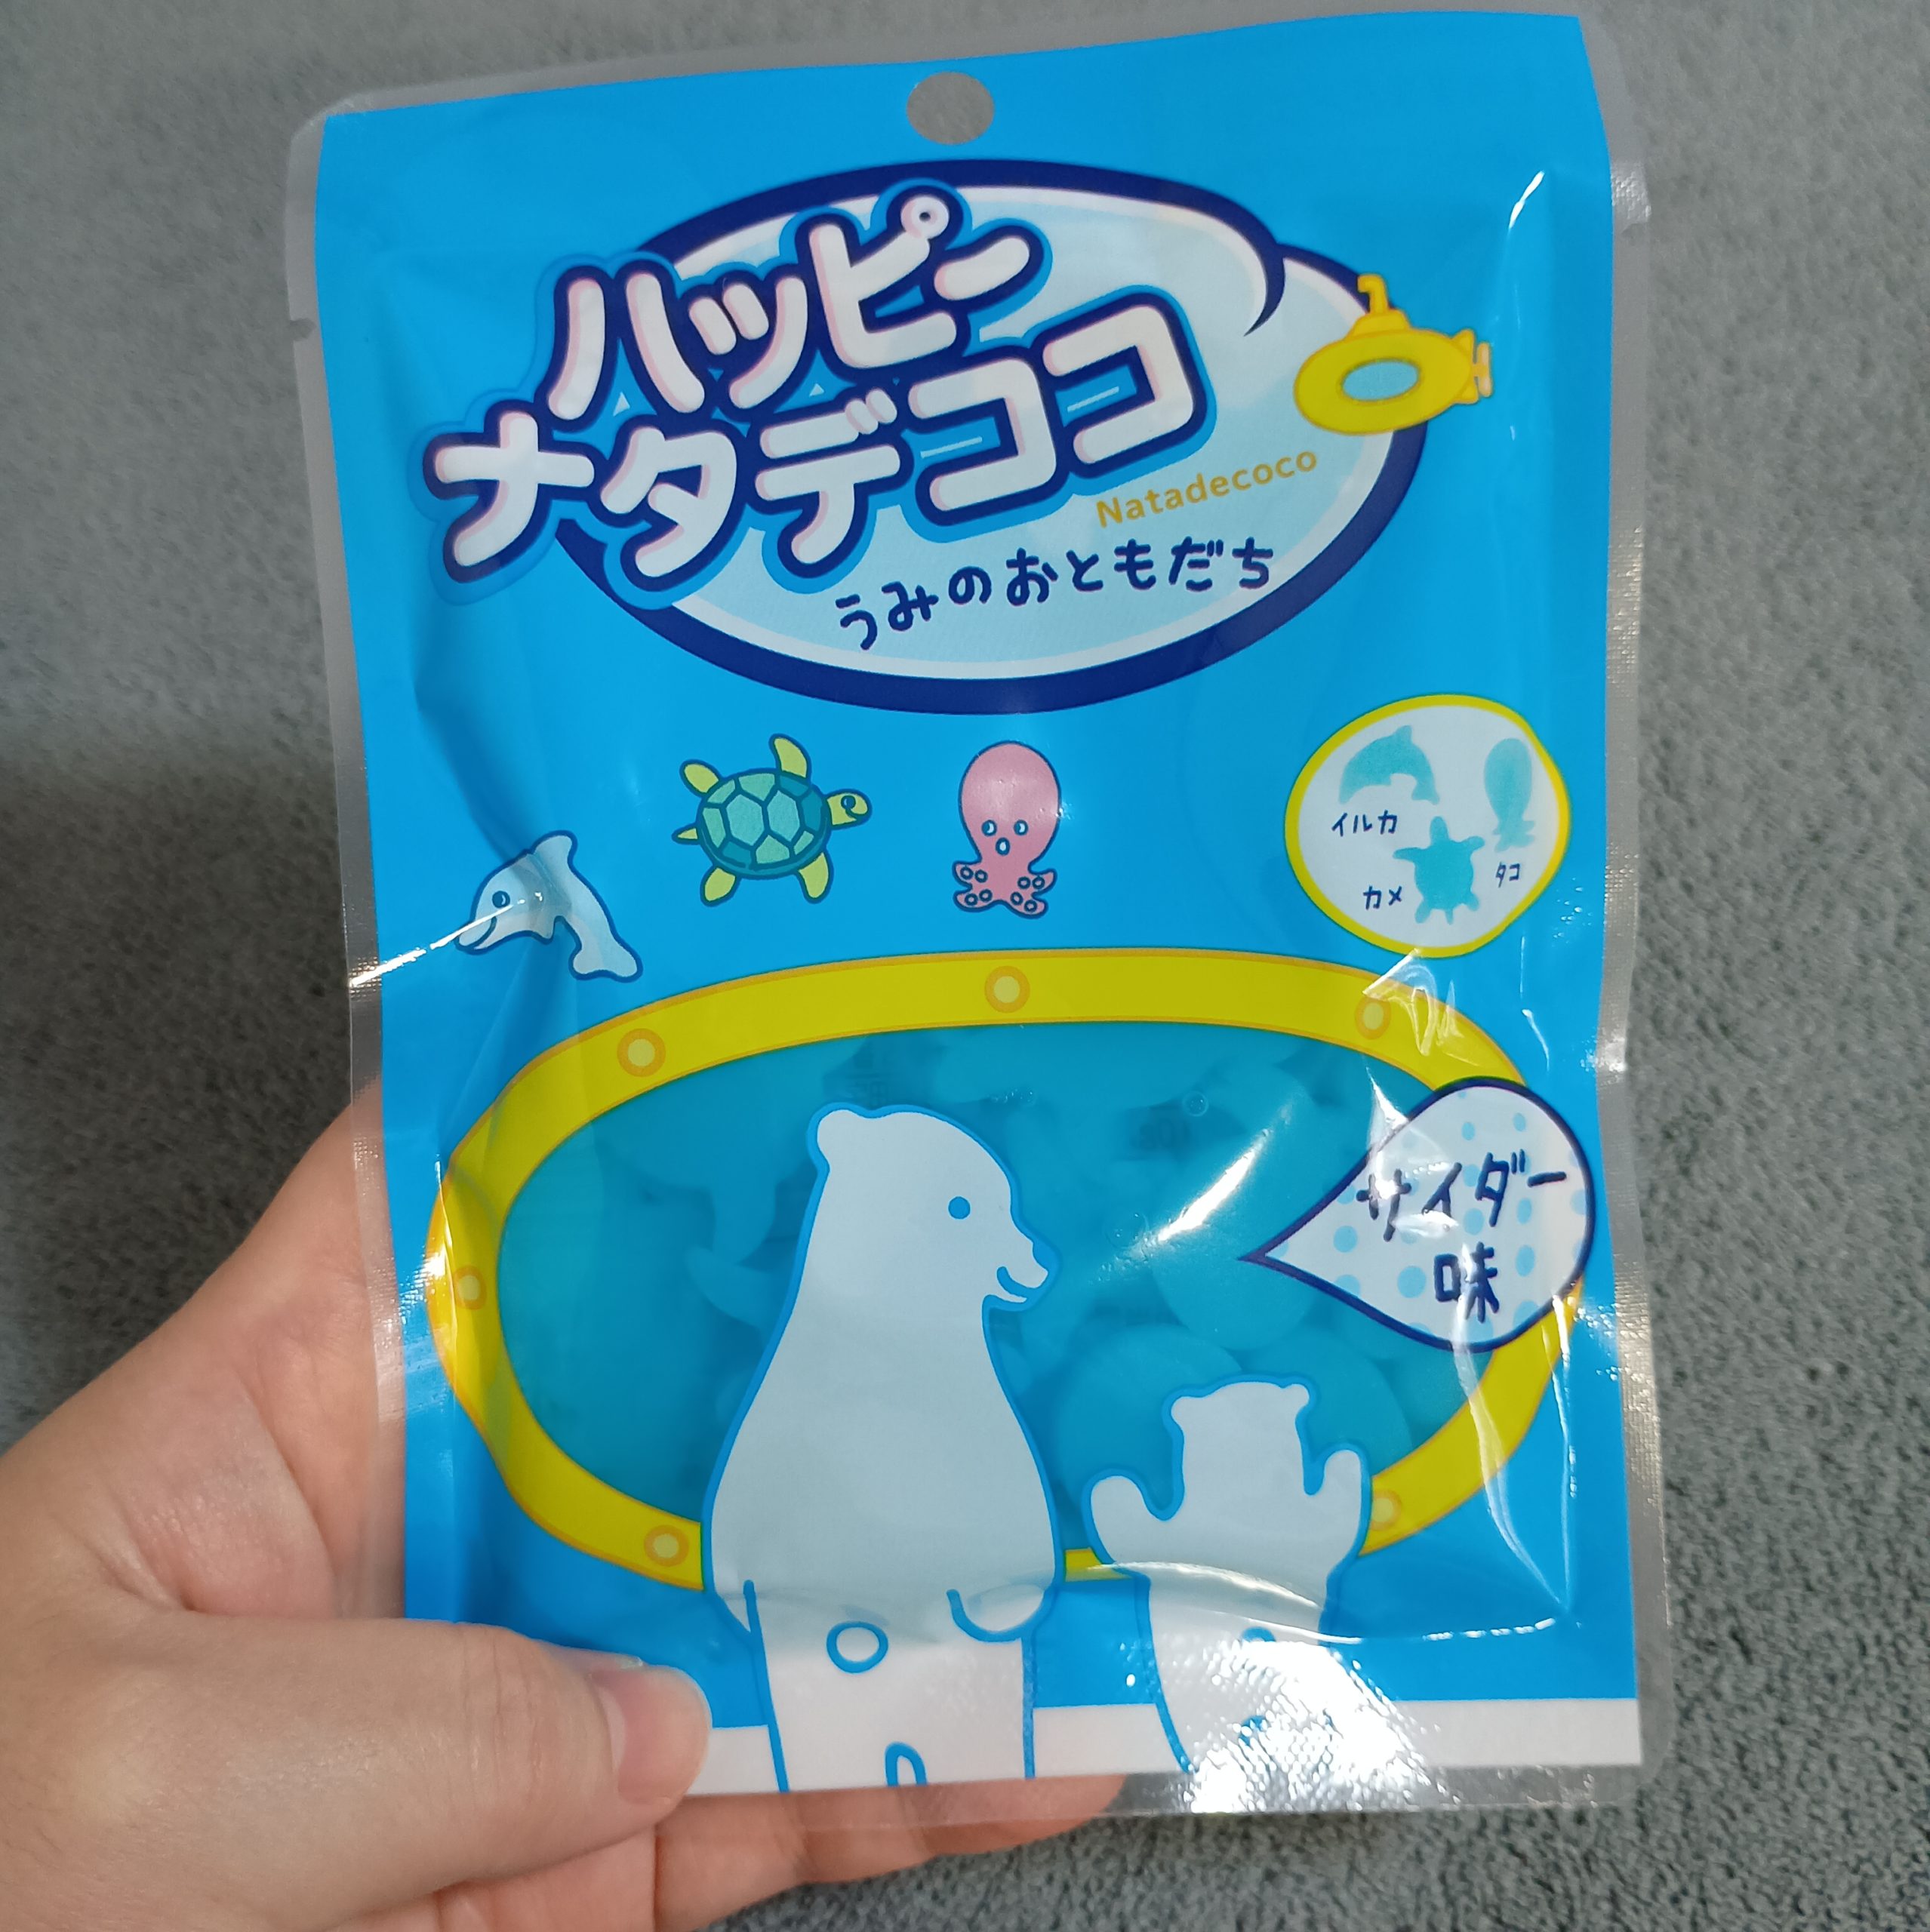 ハッピー
ナタデココ
Natadecoco
うみのおともだち
イルカ
タコ
カメ
サイダー
味